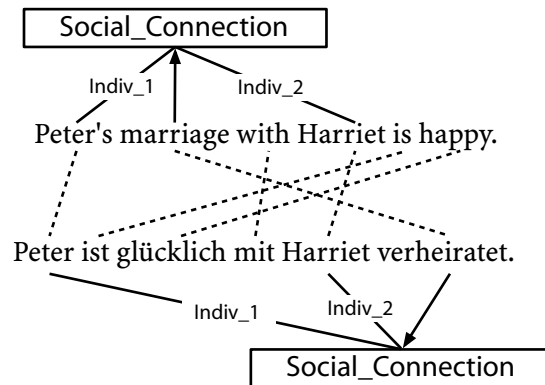 Social_Connection
Indiv_1 Indiv_2
Peter's marriage with Harriet is happy.
Peter ist glücklich mit Harriet verheiratet.
Indiv_1 Indiv_2
Social_Connection